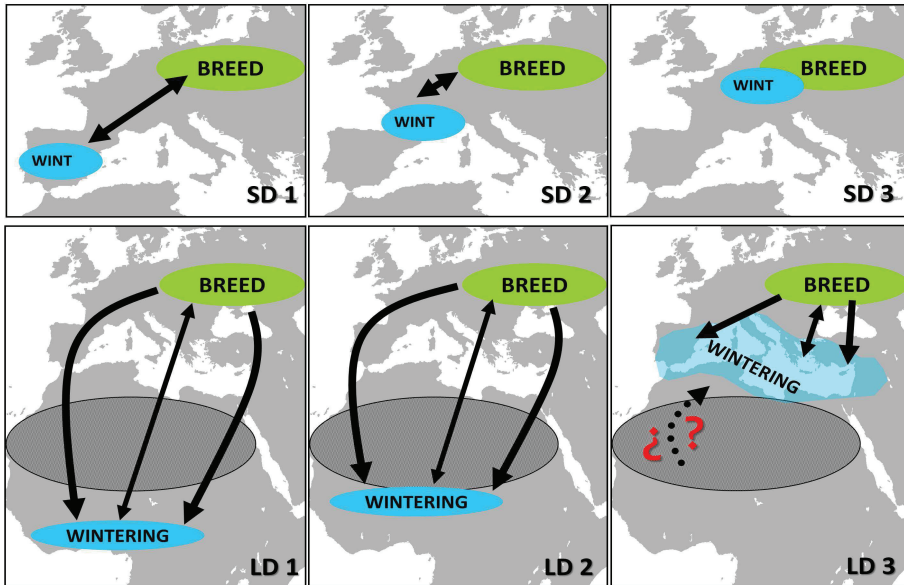 BREED
WINT
SD 1
BREED
WINT
SD 2
BREED
WINT
SD 3
BREED
WINTERING
LD 1
BREED
WINTERING
LD 2
BREED
WINTERING
¿ ?
LD 3